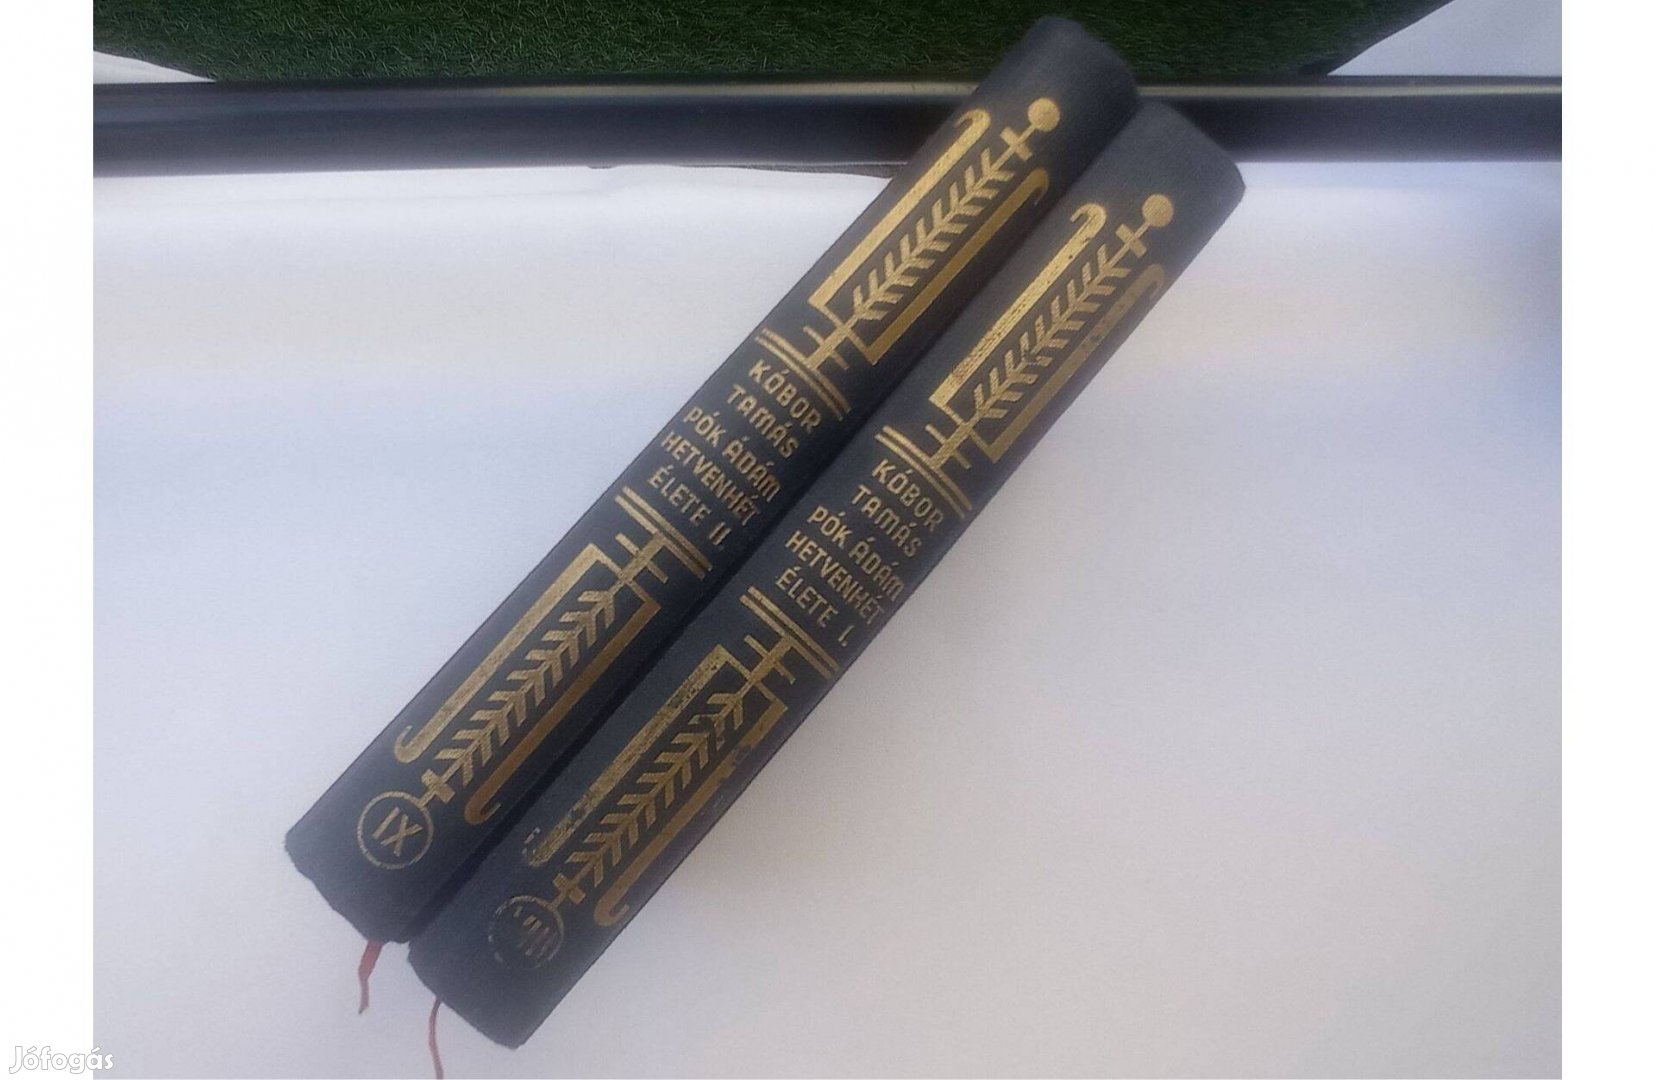 KÓBOR
TAMÁS
PÓK ÁDÁM
HETVENHÉT
ÉLETE II.
IX
KÓBOR
TAMÁS
PÓK ÁDÁM
HETVENHÉT
ÉLETE I.
Jófogás